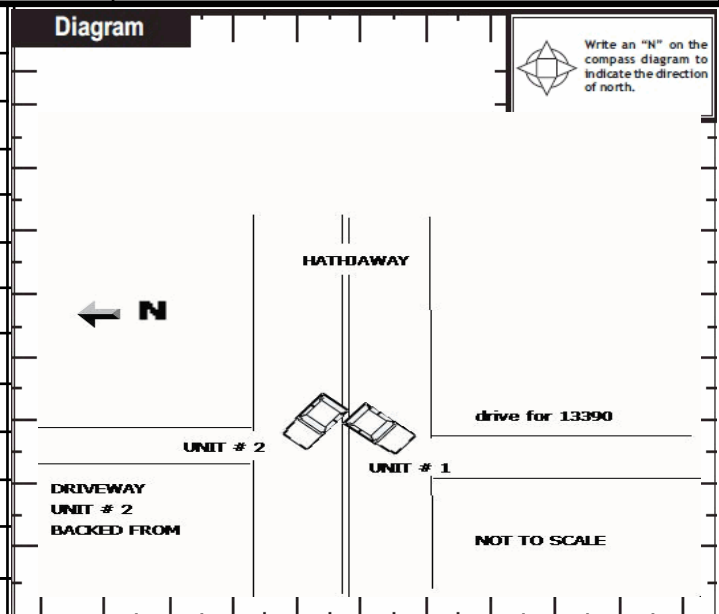 Diagram
Write an “N” on the
compass diagram to
indicate the direction
of north.
HATHAWAY
N
drive for 13390
UNIT # 2
UNIT # 1
DRIVEWAY
UNIT # 2
BACKED FROM
NOT TO SCALE